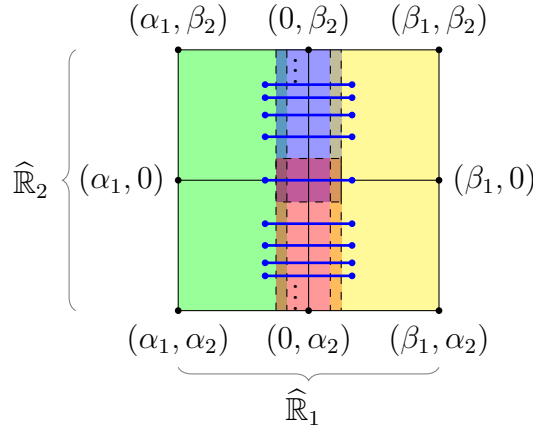 (α₁, β₂) (0, β₂) (β₁, β₂)
ℝ̂₂ (α₁, 0) (β₁, 0)
(α₁, α₂) (0, α₂) (β₁, α₂)
ℝ̂₁